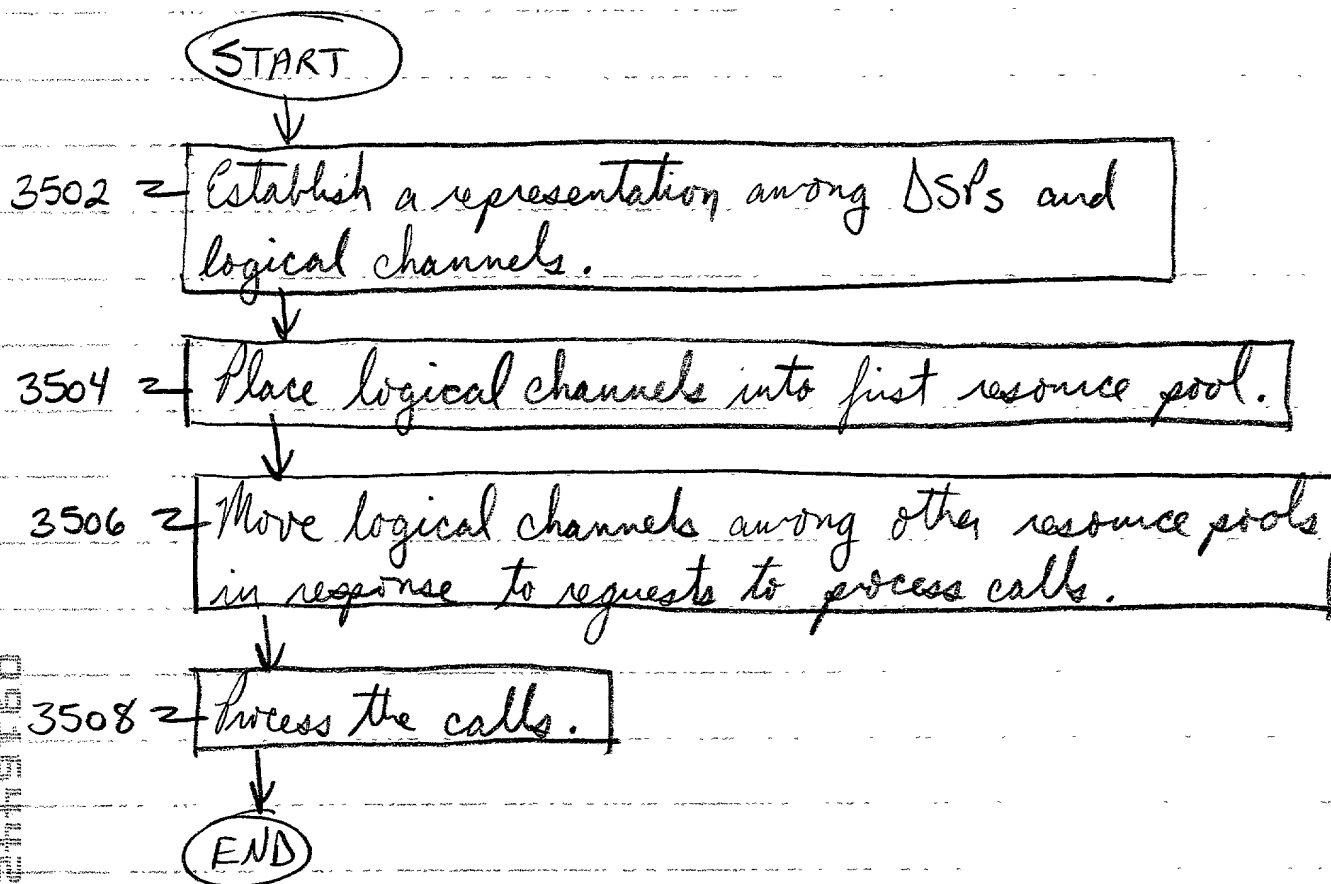 START
3502 Establish a representation among DSPs and
logical channels.
3504 Place logical channels into first resource pool.
3506 Move logical channels among other resource pools
in response to requests to process calls.
3508 Process the calls.
END